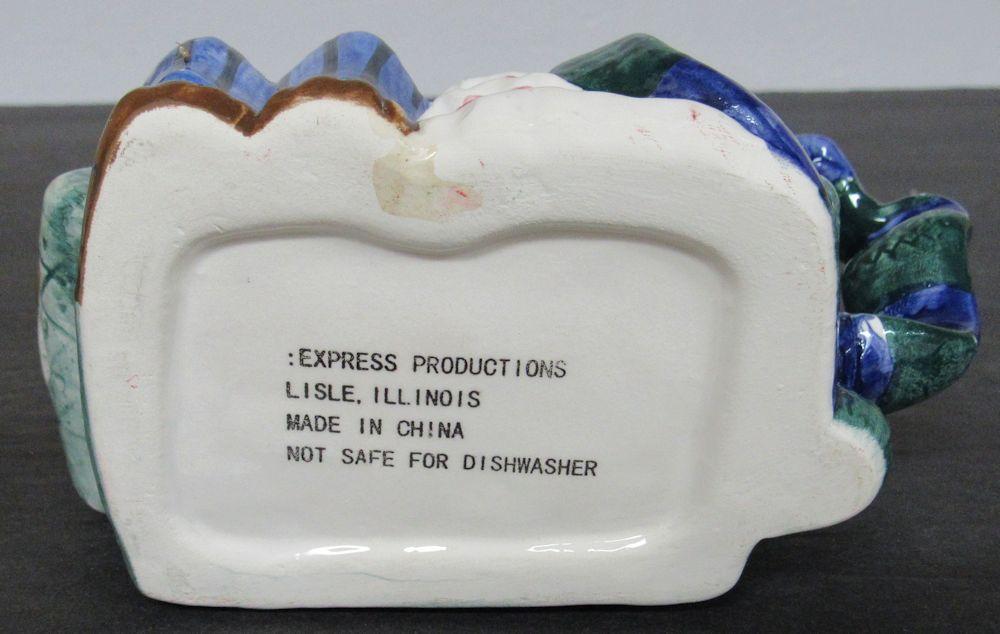 :EXPRESS PRODUCTIONS
LISLE, ILLINOIS
MADE IN CHINA
NOT SAFE FOR DISHWASHER